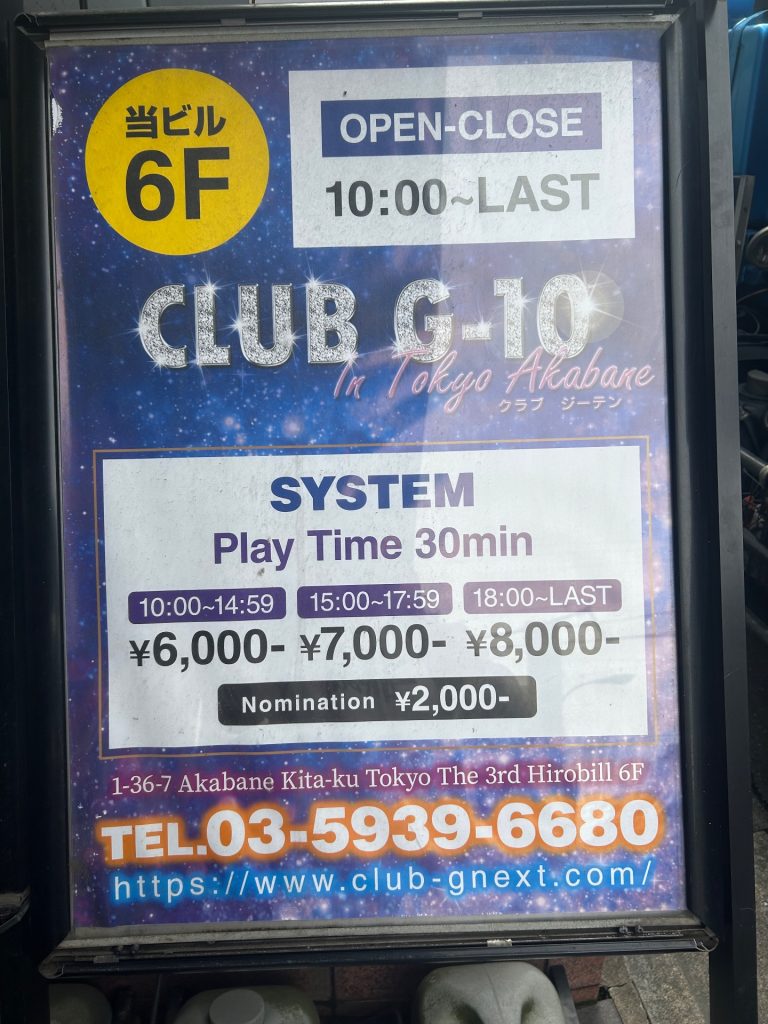 当ビル
6F
OPEN-CLOSE
10:00~LAST
CLUB G-10
In Tokyo Akabane
クラブ ジーテン
SYSTEM
Play Time 30min
10:00~14:59 15:00~17:59 18:00~LAST
¥6,000- ¥7,000- ¥8,000-
Nomination ¥2,000-
1-36-7 Akabane Kita-ku Tokyo The 3rd Hirobill 6F
TEL.03-5939-6680
https://www.club-gnext.com/